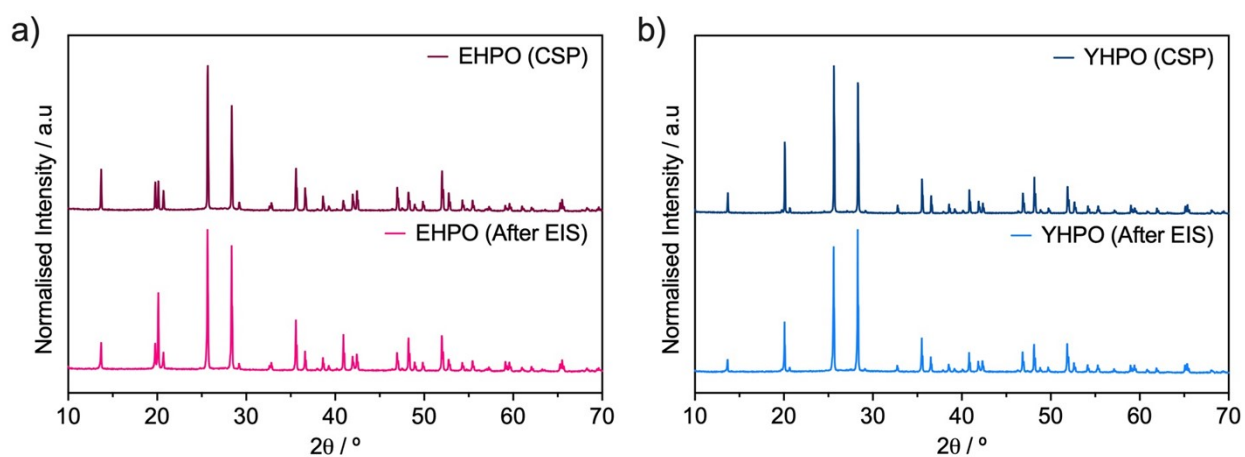 a)
EHPO (CSP)
EHPO (After EIS)
Normalised Intensity / a.u
10 20 30 40 50 60 70
2θ / º
b)
YHPO (CSP)
YHPO (After EIS)
Normalised Intensity / a.u
10 20 30 40 50 60 70
2θ / º